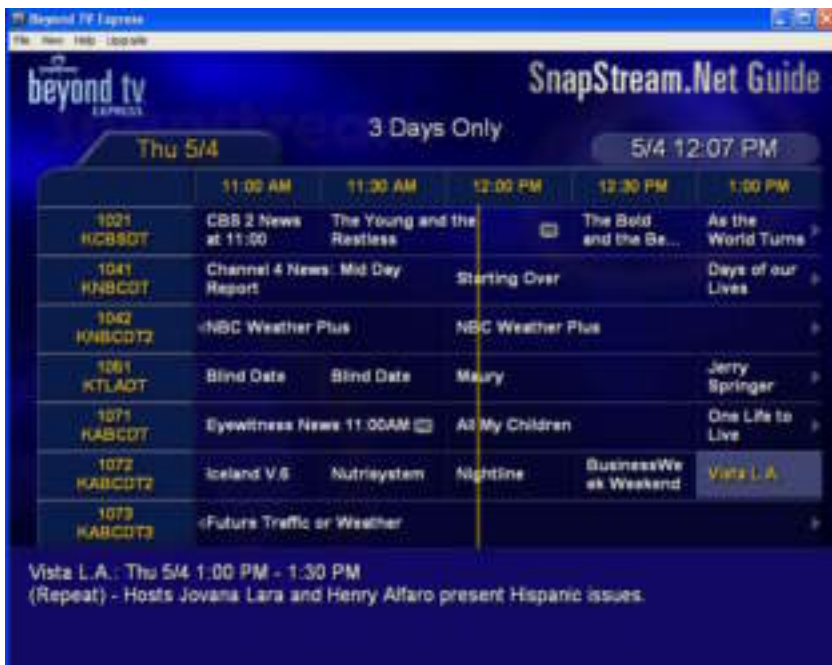 Beyond TV Express
File View Help Upgrade
beyond tv
EXPRESS
SnapStream.Net Guide
3 Days Only
Thu 5/4
5/4 12:07 PM
11:00 AM 11:30 AM 12:00 PM 12:30 PM 1:00 PM
1021
KCBSDT
CBS 2 News
at 11:00
The Young and the
Restless
The Bold
and the Be...
As the
World Turns
1041
KNBCDT
Channel 4 News: Mid Day
Report
Starting Over
Days of our
Lives
1042
KNBCDT2
NBC Weather Plus
NBC Weather Plus
1051
KTLADT
Blind Date
Blind Date
Maury
Jerry
Springer
1071
KABCDT
Eyewitness News 11:00AM
All My Children
One Life to
Live
1072
KABCDT2
Iceland V.6
Nutrisystem
Nightline
BusinessWe
ek Weekend
Vista L.A.
1073
KABCDT3
Future Traffic or Weather
Vista L.A.: Thu 5/4 1:00 PM - 1:30 PM
(Repeat) - Hosts Jovana Lara and Henry Alfaro present Hispanic issues.